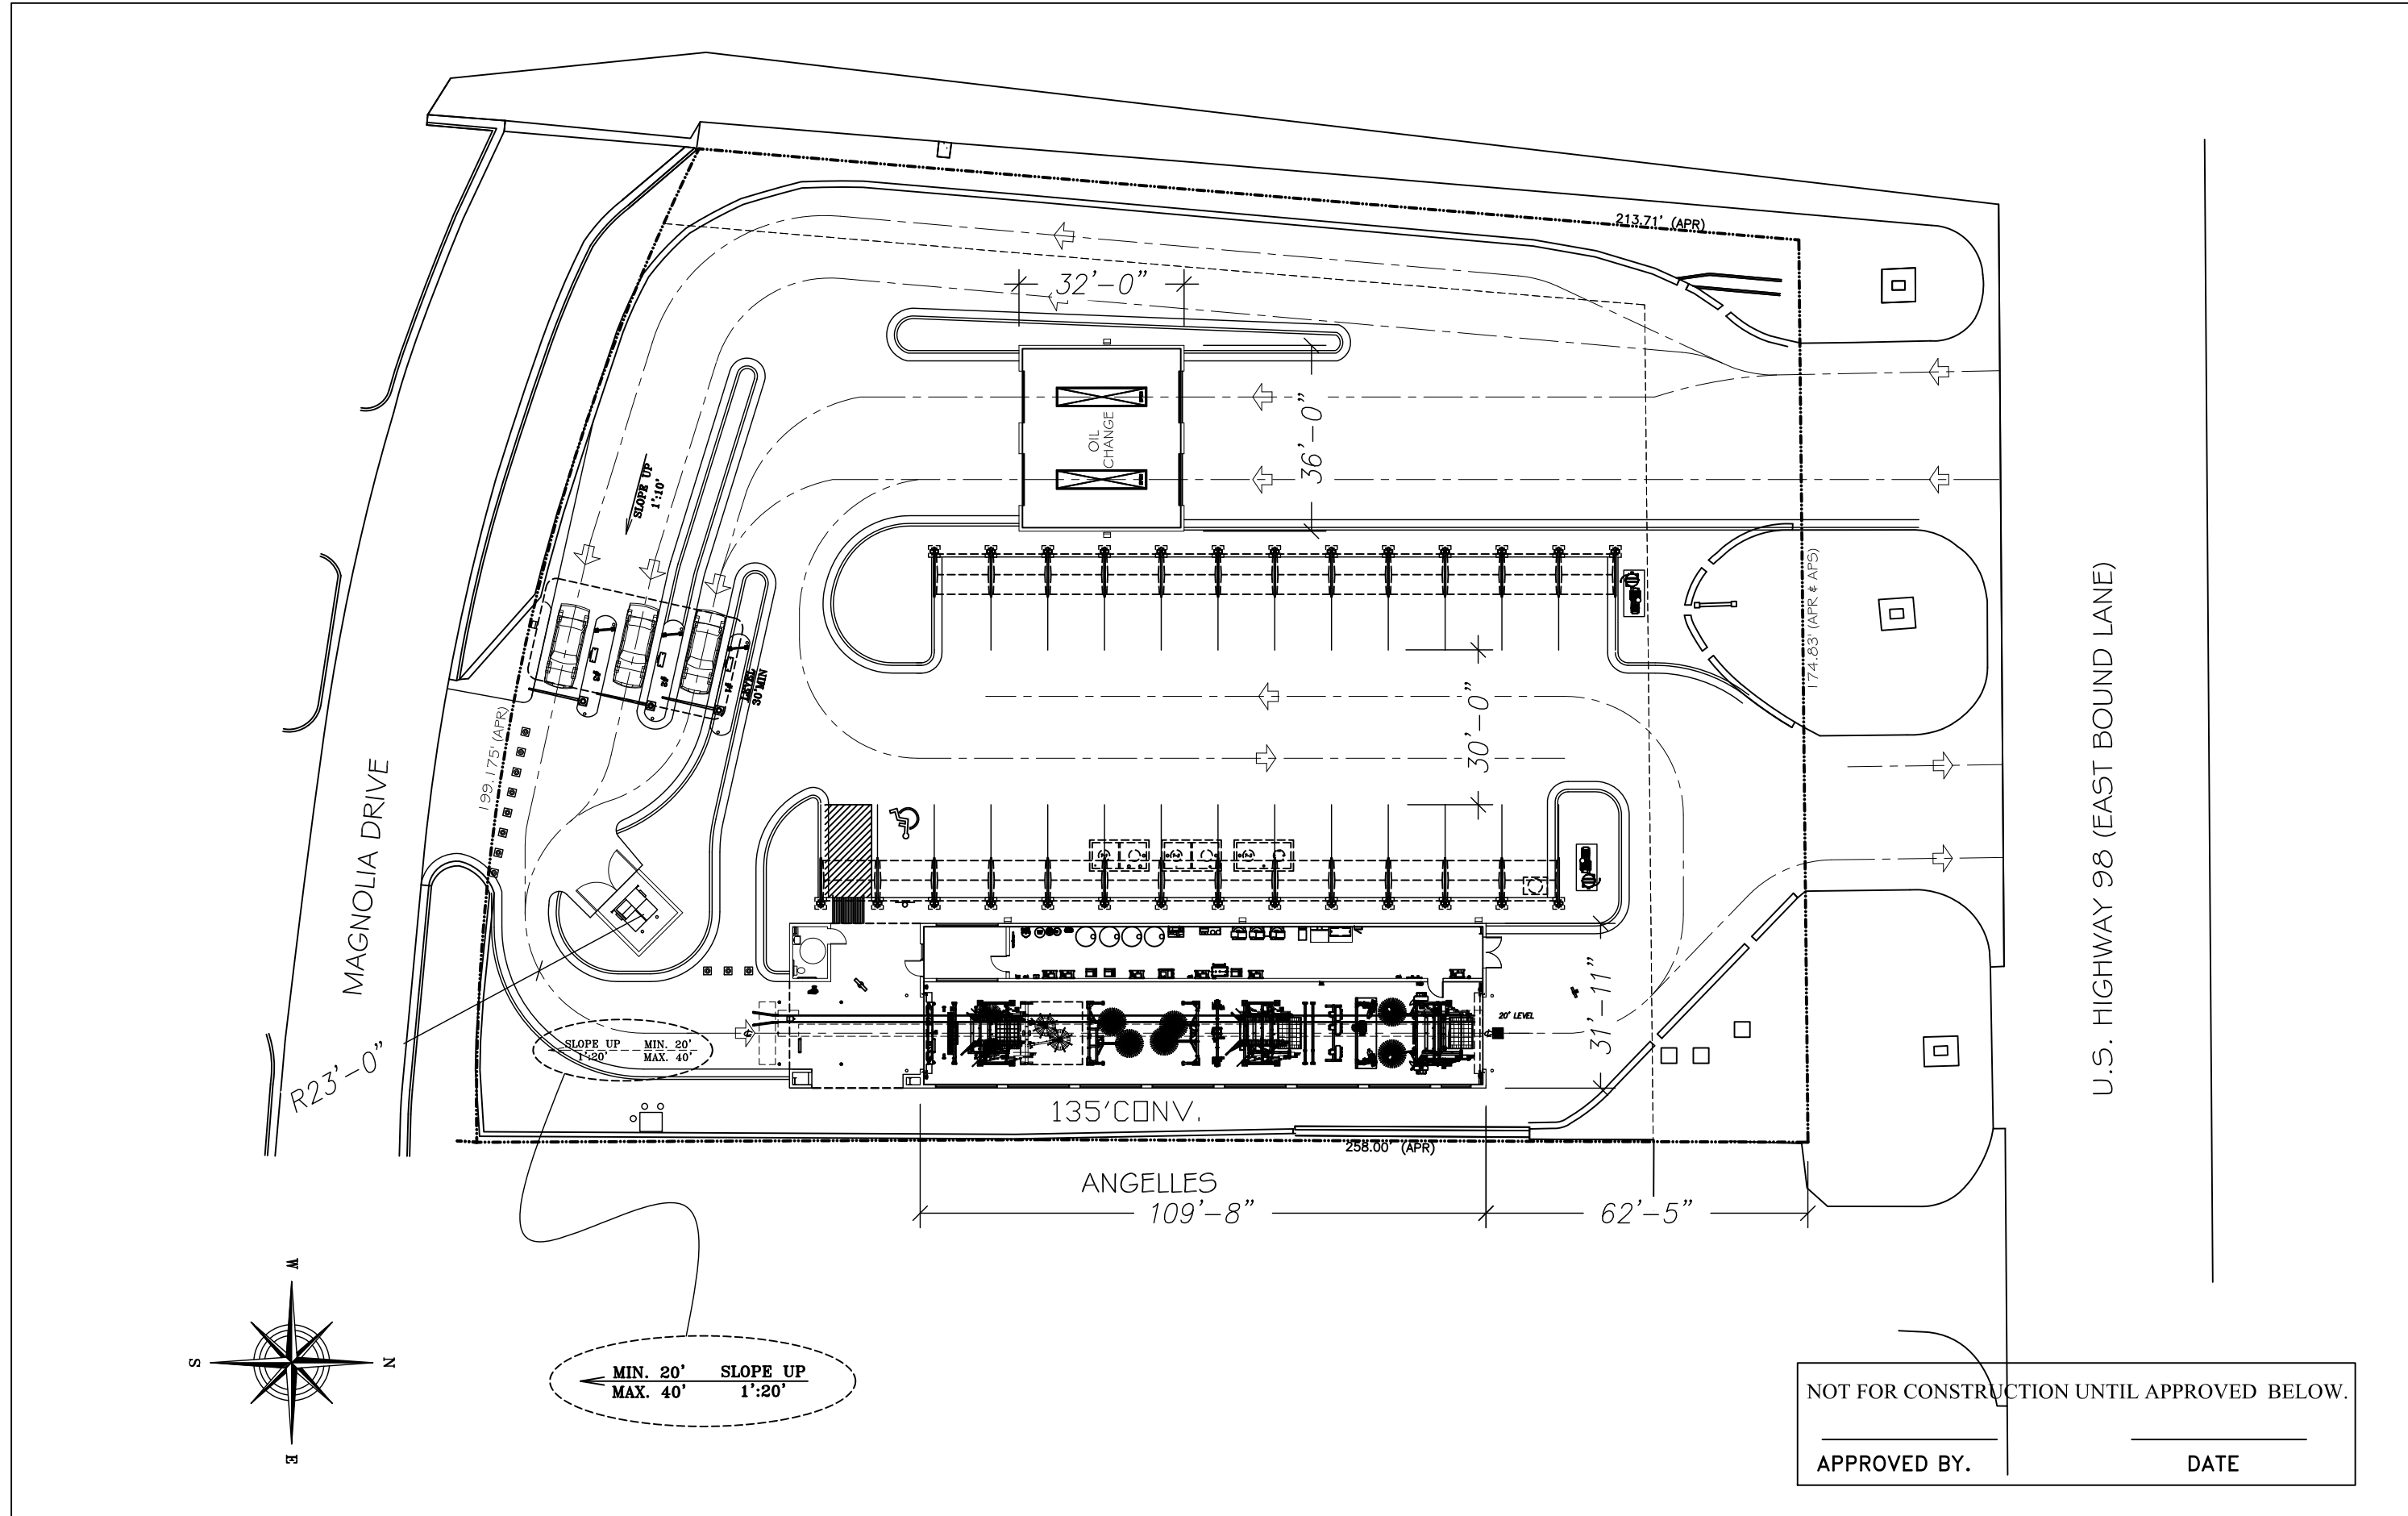 213.71' (APR)
32'-0"
OIL
CHANGE
36'-0"
SLOPE UP
1':10'
174.83' (APR & APS)
U.S. HIGHWAY 98 (EAST BOUND LANE)
#3
#2
#1
LEVEL
30'MIN
30'-0"
199.175' (APR)
MAGNOLIA DRIVE
R23'-0"
SLOPE UP MIN. 20'
1':20' MAX. 40'
20' LEVEL
31'-11"
135'CONV.
258.00' (APR)
ANGELLES
109'-8"
62'-5"
W
S
N
E
MIN. 20' SLOPE UP
MAX. 40' 1':20'
NOT FOR CONSTRUCTION UNTIL APPROVED BELOW.
APPROVED BY.
DATE